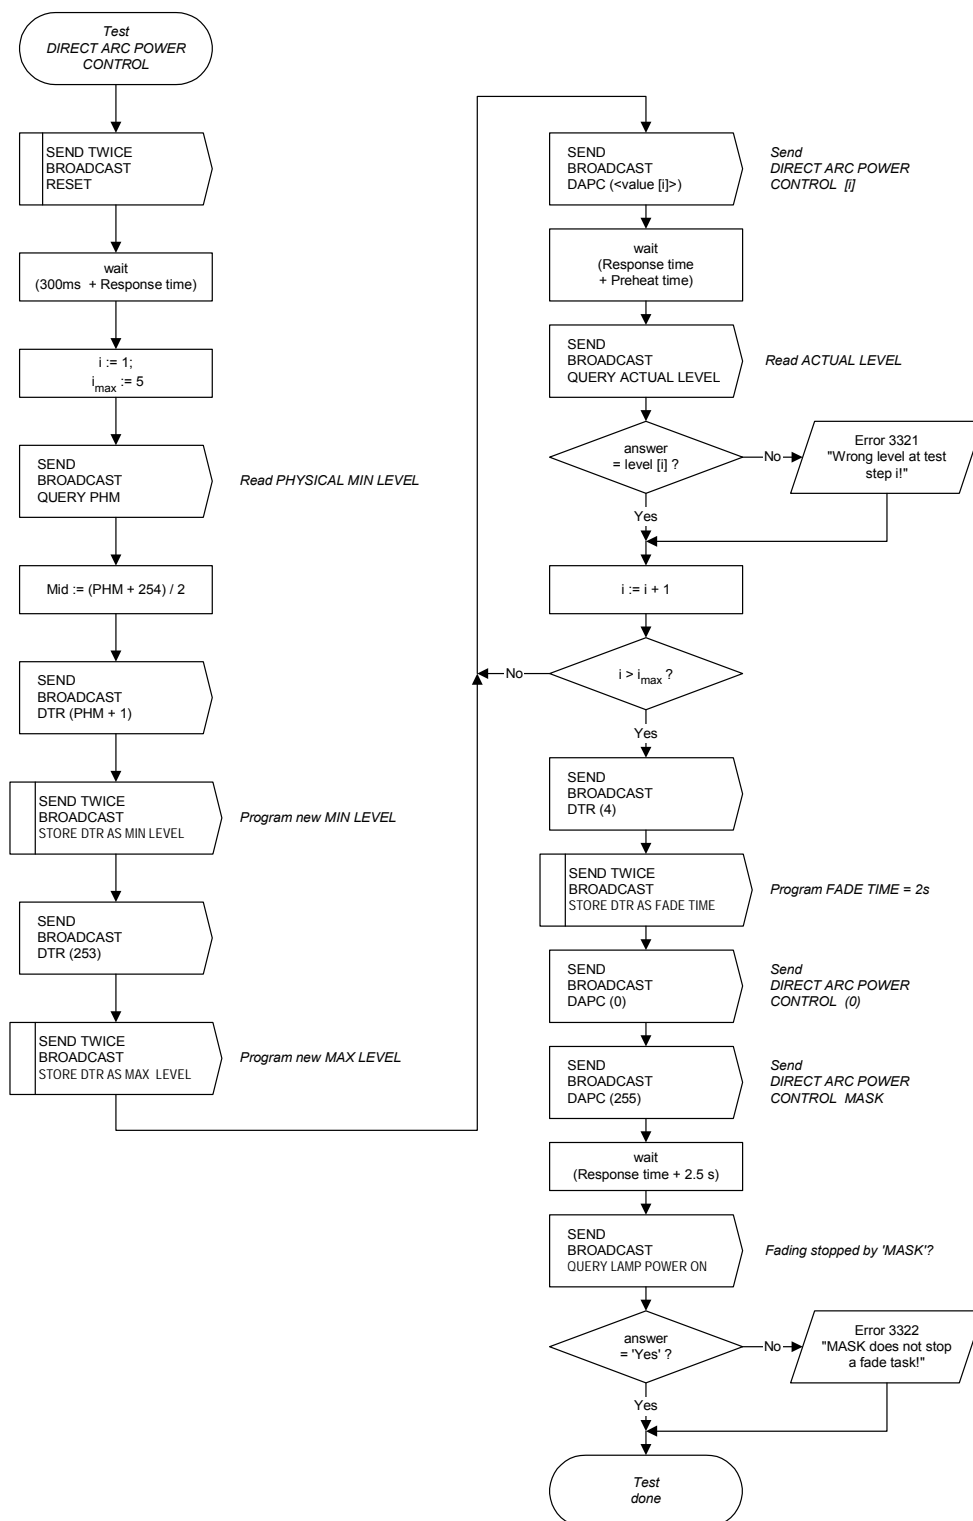 Test
DIRECT ARC POWER
CONTROL
SEND TWICE
BROADCAST
RESET
wait
(300ms + Response time)
i := 1;
imax := 5
SEND
BROADCAST
QUERY PHM
Read PHYSICAL MIN LEVEL
Mid := (PHM + 254) / 2
SEND
BROADCAST
DTR (PHM + 1)
SEND TWICE
BROADCAST
STORE DTR AS MIN LEVEL
Program new MIN LEVEL
SEND
BROADCAST
DTR (253)
SEND TWICE
BROADCAST
STORE DTR AS MAX LEVEL
Program new MAX LEVEL
SEND
BROADCAST
DAPC (<value [i]>)
Send
DIRECT ARC POWER
CONTROL [i]
wait
(Response time
+ Preheat time)
SEND
BROADCAST
QUERY ACTUAL LEVEL
Read ACTUAL LEVEL
answer
= level [i] ?
No
Error 3321
"Wrong level at test
step i!"
Yes
i := i + 1
i > imax ?
No
Yes
SEND
BROADCAST
DTR (4)
SEND TWICE
BROADCAST
STORE DTR AS FADE TIME
Program FADE TIME = 2s
SEND
BROADCAST
DAPC (0)
Send
DIRECT ARC POWER
CONTROL (0)
SEND
BROADCAST
DAPC (255)
Send
DIRECT ARC POWER
CONTROL MASK
wait
(Response time + 2.5 s)
SEND
BROADCAST
QUERY LAMP POWER ON
Fading stopped by 'MASK'?
answer
= 'Yes' ?
No
Error 3322
"MASK does not stop
a fade task!"
Yes
Test
done